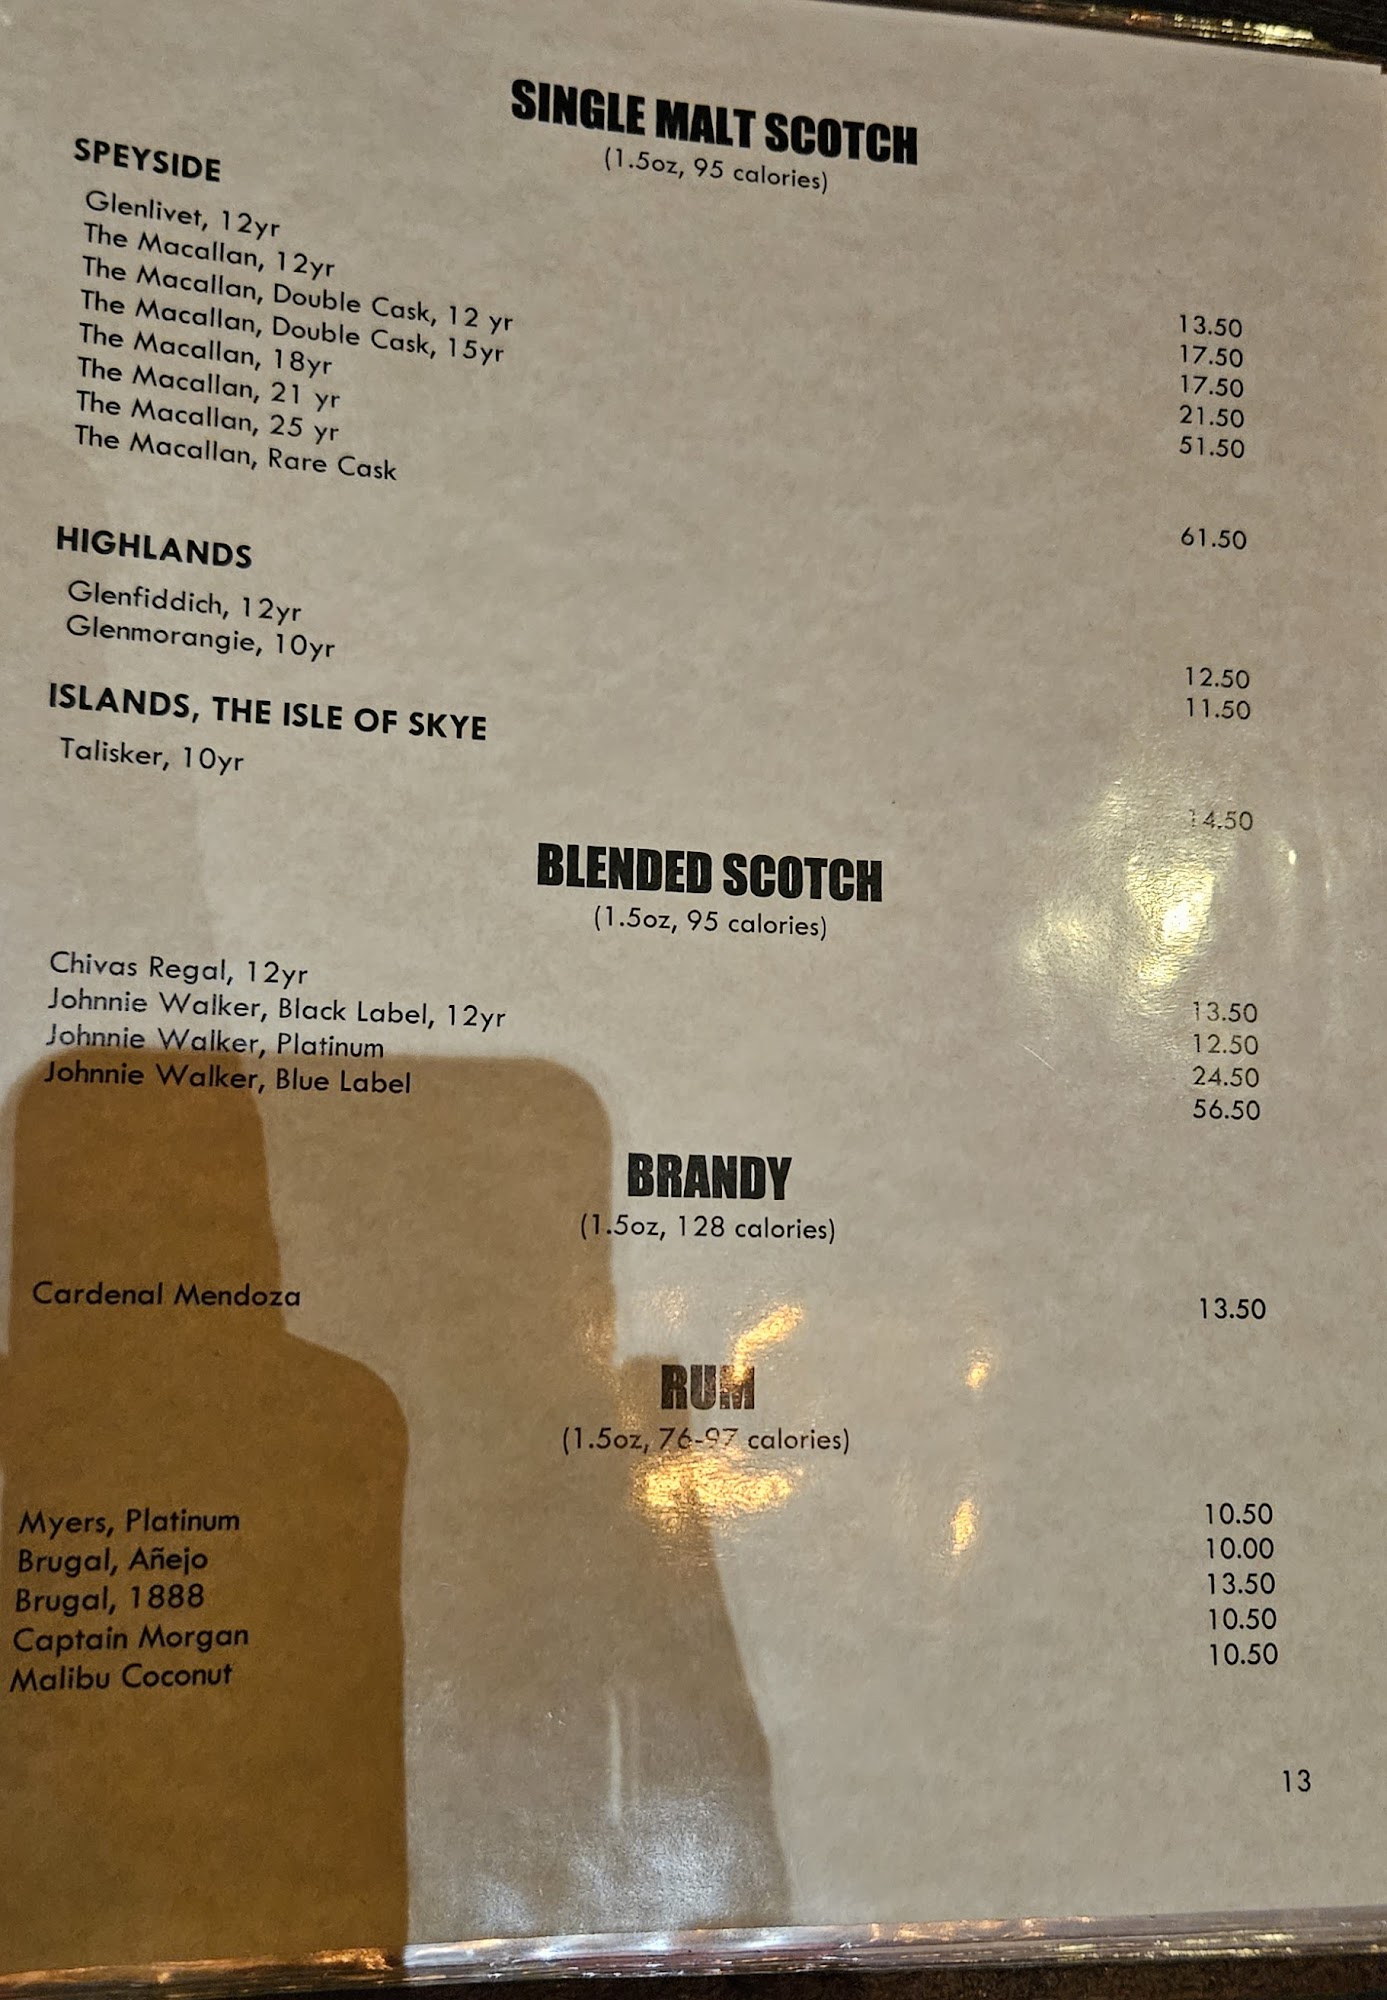 SINGLE MALT SCOTCH
(1.5oz, 95 calories)
SPEYSIDE
Glenlivet, 12yr 13.50
The Macallan, 12yr 17.50
The Macallan, Double Cask, 12 yr 17.50
The Macallan, Double Cask, 15yr 21.50
The Macallan, 18yr 51.50
The Macallan, 21 yr
The Macallan, 25 yr
The Macallan, Rare Cask 61.50
HIGHLANDS
Glenfiddich, 12yr 12.50
Glenmorangie, 10yr 11.50
ISLANDS, THE ISLE OF SKYE
Talisker, 10yr 14.50
BLENDED SCOTCH
(1.5oz, 95 calories)
Chivas Regal, 12yr 13.50
Johnnie Walker, Black Label, 12yr 12.50
Johnnie Walker, Platinum 24.50
Johnnie Walker, Blue Label 56.50
BRANDY
(1.5oz, 128 calories)
Cardenal Mendoza 13.50
RUM
(1.5oz, 76-97 calories)
Myers, Platinum 10.50
Brugal, Añejo 10.00
Brugal, 1888 13.50
Captain Morgan 10.50
Malibu Coconut 10.50
13